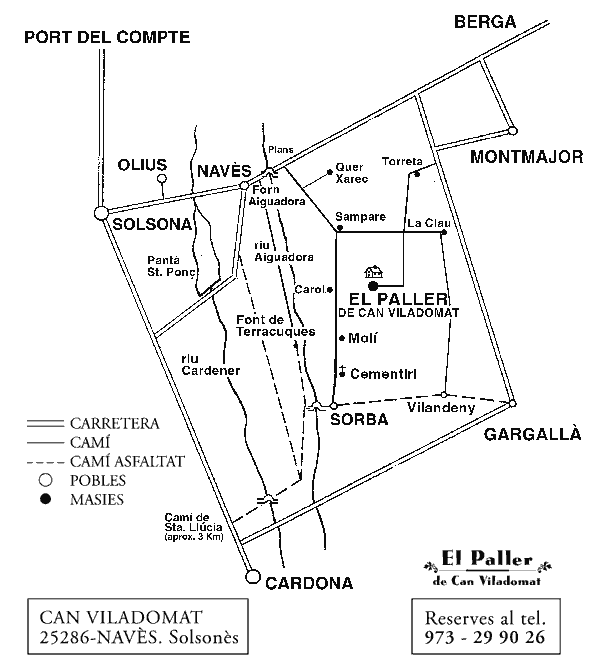 BERGA
PORT DEL COMPTE
Plans
OLIUS
NAVÈS
Quer
Xarec
Torreta
MONTMAJOR
Forn
Aiguadora
SOLSONA
Sampare
La Clau
riu
Aiguadora
Pantà
St. Ponç
Carol
EL PALLER
DE CAN VILADOMAT
Font de
Terracuques
Molí
riu
Cardener
Cementiri
SORBA
Vilandeny
GARGALLÀ
CARRETERA
CAMÍ
CAMÍ ASFALTAT
POBLES
MASIES
Camí de
Sta. Llúcia
(aprox. 3 Km)
CARDONA
El Paller
de Can Viladomat
CAN VILADOMAT
25286-NAVÈS. Solsonès
Reserves al tel.
973 - 29 90 26